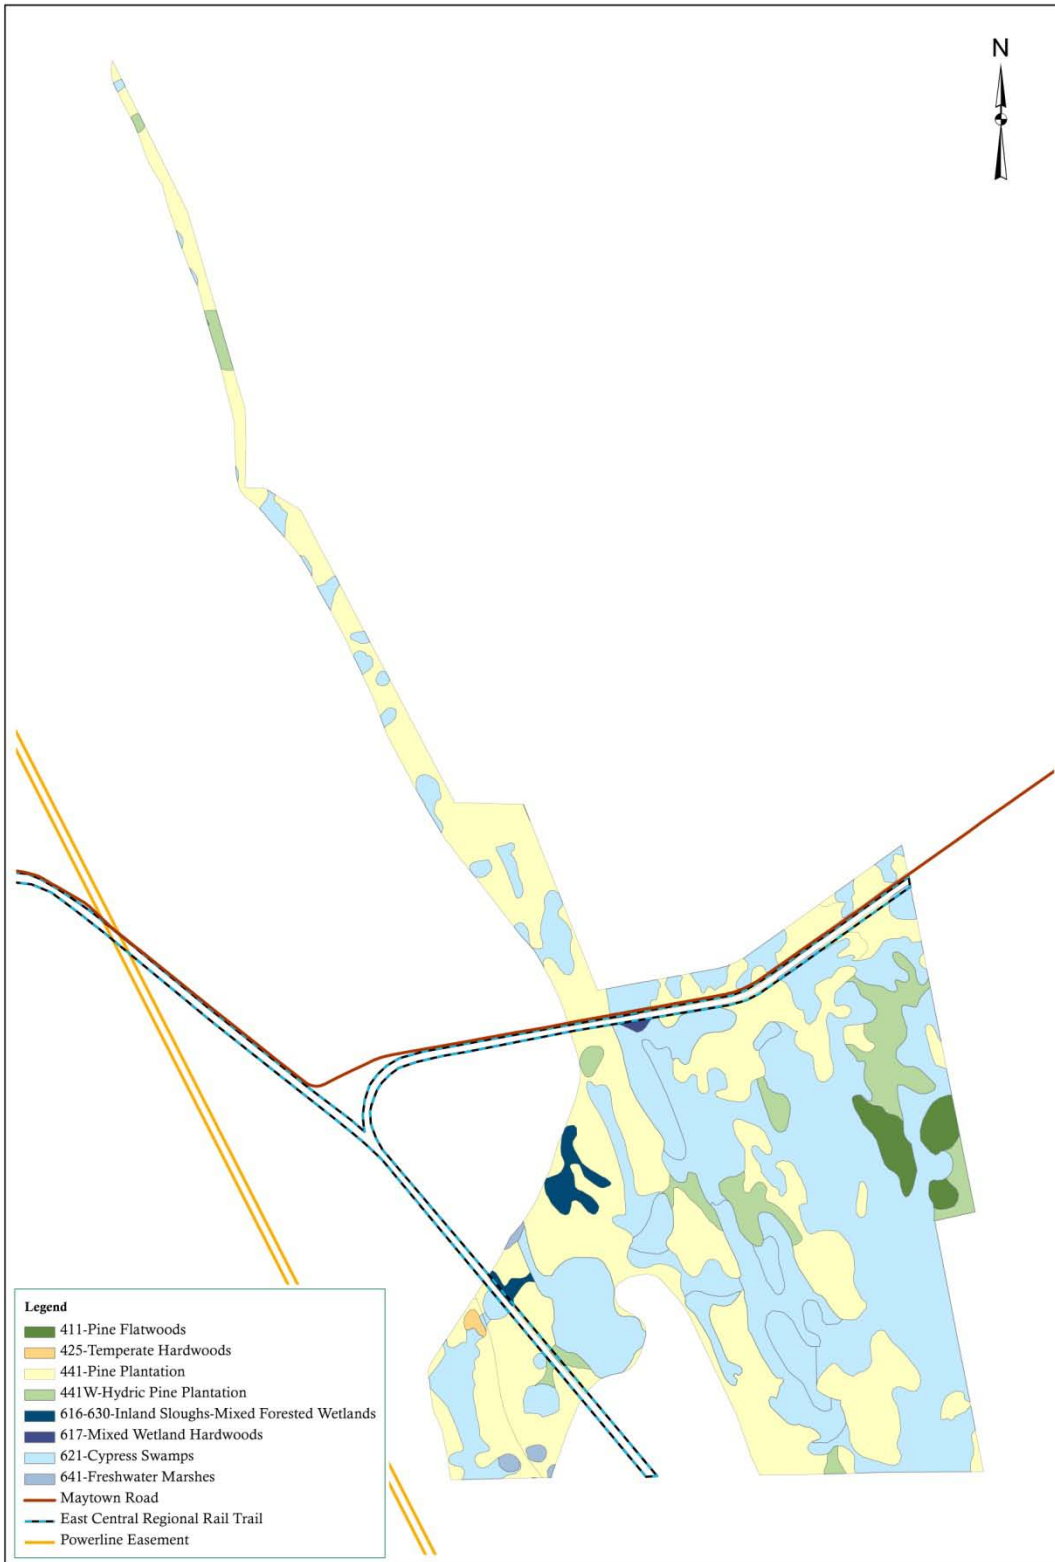 N
Legend
411-Pine Flatwoods
425-Temperate Hardwoods
441-Pine Plantation
441W-Hydric Pine Plantation
616-630-Inland Sloughs-Mixed Forested Wetlands
617-Mixed Wetland Hardwoods
621-Cypress Swamps
641-Freshwater Marshes
Maytown Road
East Central Regional Rail Trail
Powerline Easement